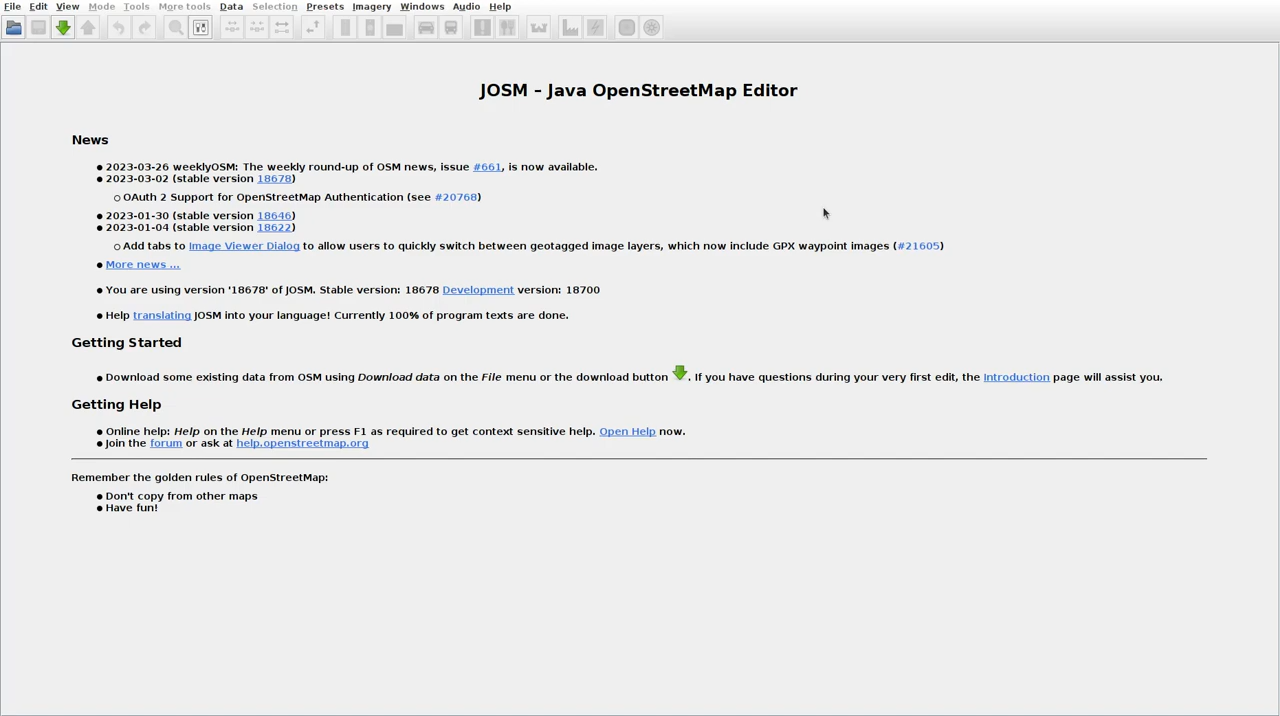 File Edit View Mode Tools More tools Data Selection Presets Imagery Windows Audio Help
JOSM – Java OpenStreetMap Editor
News
2023-03-26 weeklyOSM: The weekly round-up of OSM news, issue #661, is now available.
2023-03-02 (stable version 18678)
OAuth 2 Support for OpenStreetMap Authentication (see #20768)
2023-01-30 (stable version 18646)
2023-01-04 (stable version 18622)
Add tabs to Image Viewer Dialog to allow users to quickly switch between geotagged image layers, which now include GPX waypoint images (#21605)
More news ...
You are using version '18678' of JOSM. Stable version: 18678 Development version: 18700
Help translating JOSM into your language! Currently 100% of program texts are done.
Getting Started
Download some existing data from OSM using Download data on the File menu or the download button . If you have questions during your very first edit, the Introduction page will assist you.
Getting Help
Online help: Help on the Help menu or press F1 as required to get context sensitive help. Open Help now.
Join the forum or ask at help.openstreetmap.org
Remember the golden rules of OpenStreetMap:
Don't copy from other maps
Have fun!